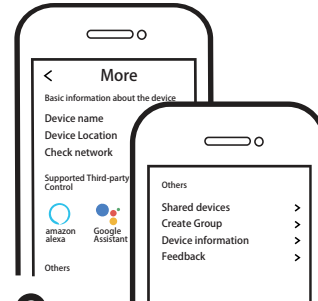 < More
Basic information about the device
Device name
Device Location
Check network
Supported Third-party
Control
amazon
alexa
Google
Assistant
Others
Others
Shared devices >
Create Group >
Device information >
Feedback >